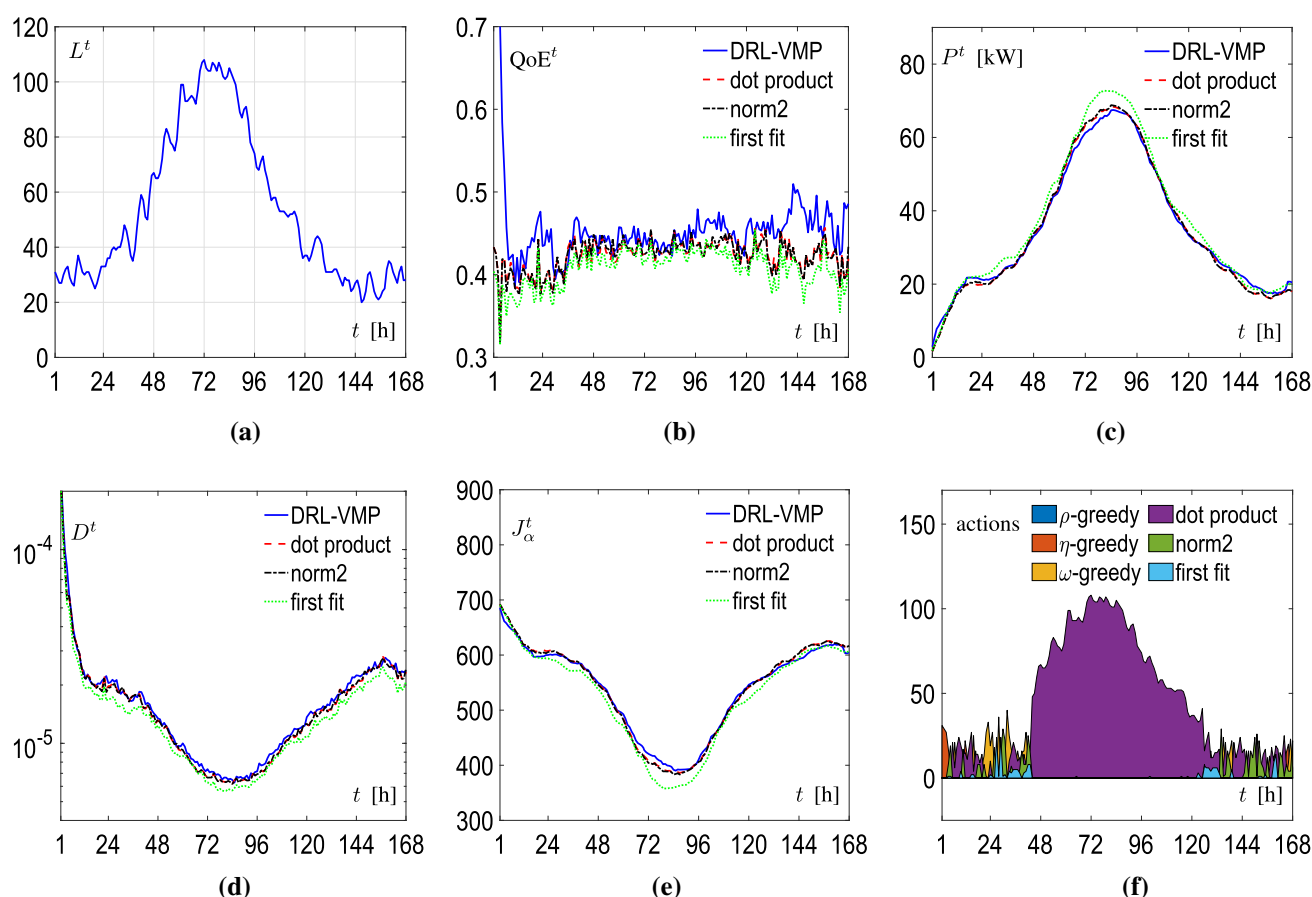 120
100
80
60
40
20
0
L^t
t [h]
1 24 48 72 96 120 144 168
(a)
0.7
0.6
0.5
0.4
0.3
QoE^t
DRL-VMP
dot product
norm2
first fit
t [h]
1 24 48 72 96 120 144 168
(b)
80
60
40
20
0
P^t [kW]
DRL-VMP
dot product
norm2
first fit
t [h]
1 24 48 72 96 120 144 168
(c)
10^-4
10^-5
D^t
DRL-VMP
dot product
norm2
first fit
t [h]
1 24 48 72 96 120 144 168
(d)
900
800
700
600
500
400
300
J_α^t
DRL-VMP
dot product
norm2
first fit
t [h]
1 24 48 72 96 120 144 168
(e)
150
100
50
0
actions
ρ-greedy dot product
η-greedy norm2
ω-greedy first fit
t [h]
1 24 48 72 96 120 144 168
(f)